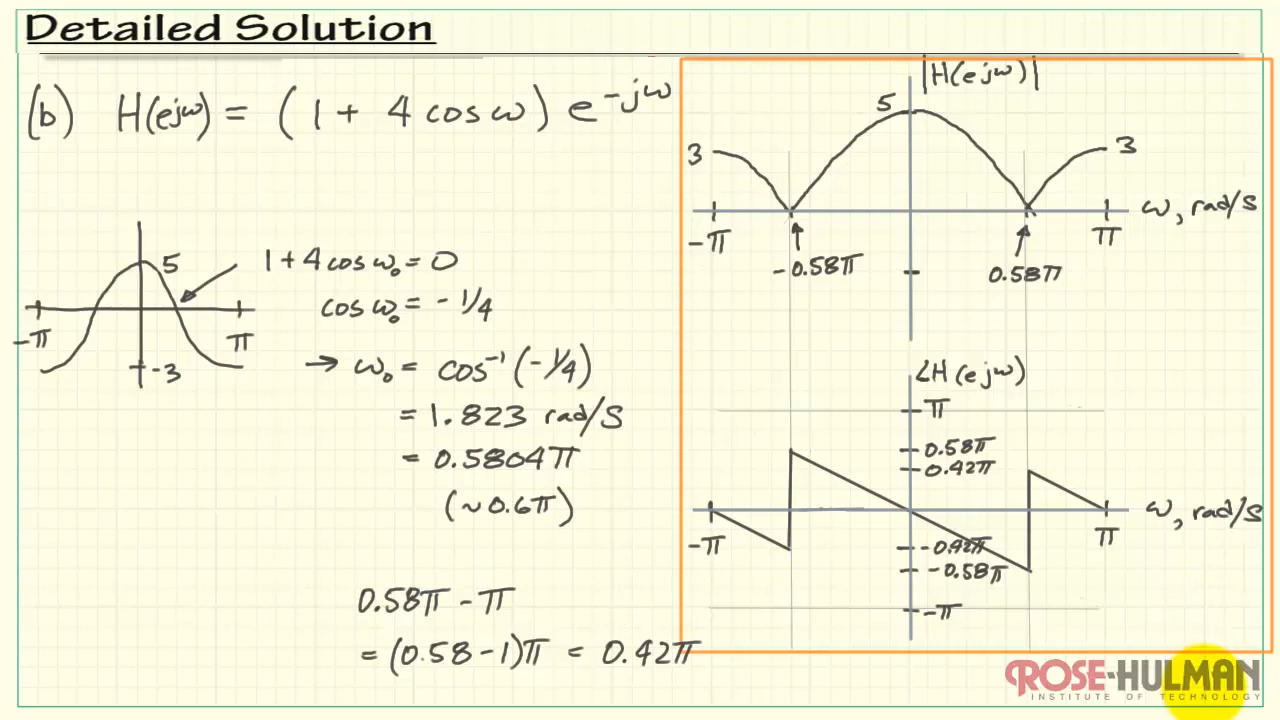 Detailed Solution
(b) H(ejω) = (1 + 4 cos ω) e^-jω
5
1 + 4 cos ω₀ = 0
cos ω₀ = - 1/4
-π π
-3
→ ω₀ = cos⁻¹(-1/4)
= 1.823 rad/s
= 0.5804π
(~0.6π)
0.58π - π
= (0.58 - 1)π = 0.42π
|H(ejω)|
5
3 3
-π π ω, rad/s
-0.58π 0.58π
∠H(ejω)
π
0.58π
0.42π
-π π ω, rad/s
-0.42π
-0.58π
-π
ROSE-HULMAN
INSTITUTE OF TECHNOLOGY